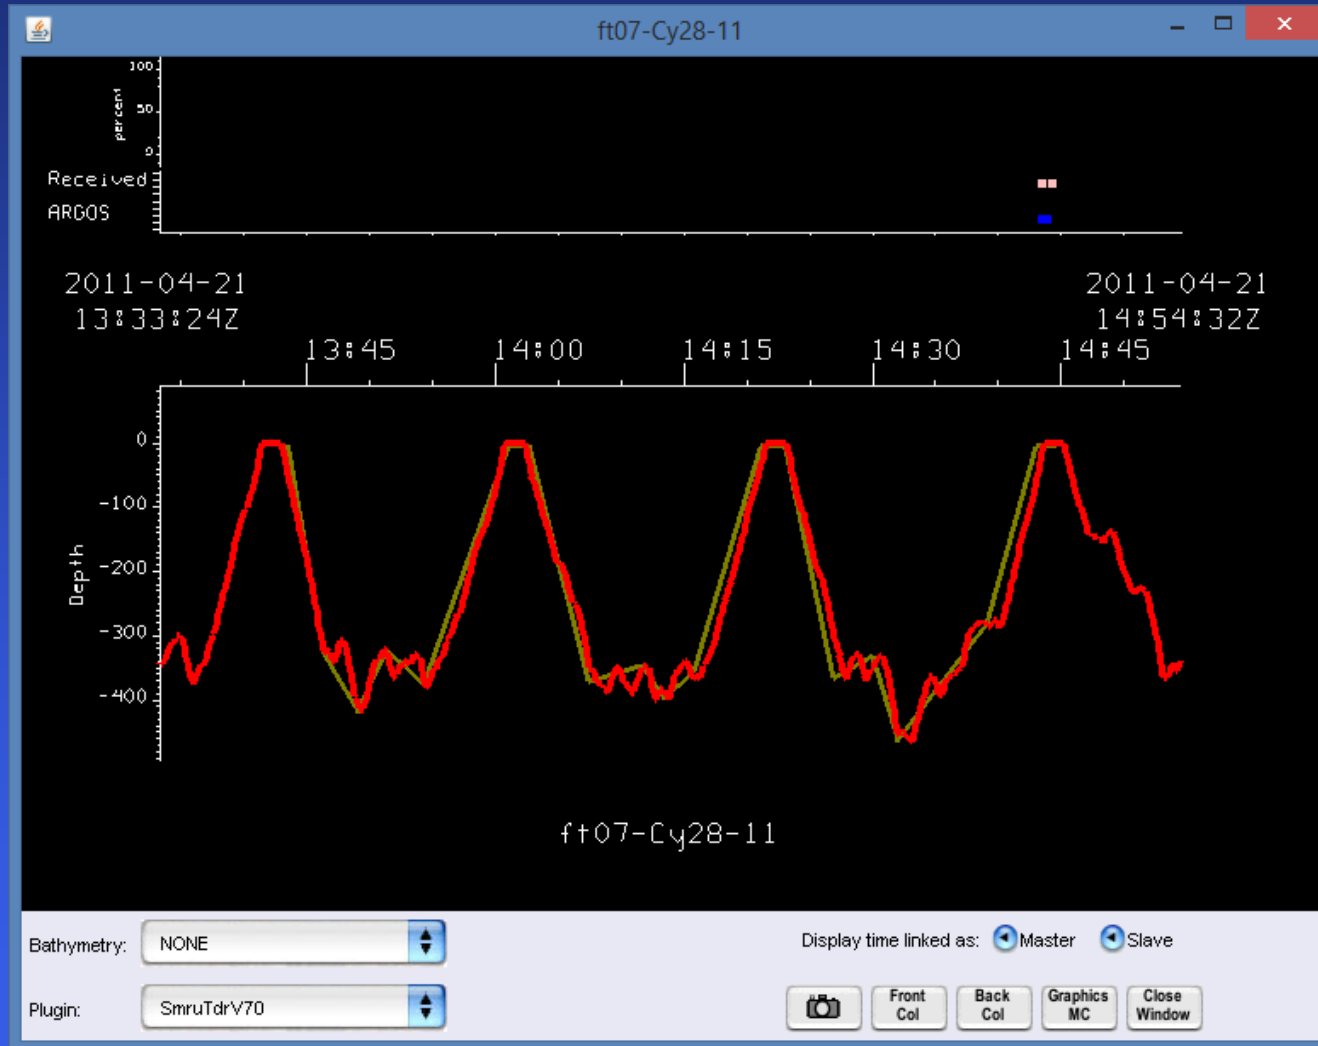 ft07-Cy28-11
100
50
0
percent
Received
ARGOS
2011-04-21
13:33:24Z
2011-04-21
14:54:32Z
13:45 14:00 14:15 14:30 14:45
0
-100
-200
-300
-400
Depth
ft07-Cy28-11
Bathymetry: NONE
Display time linked as: Master Slave
Plugin: SmruTdrV70
Front Col
Back Col
Graphics MC
Close Window